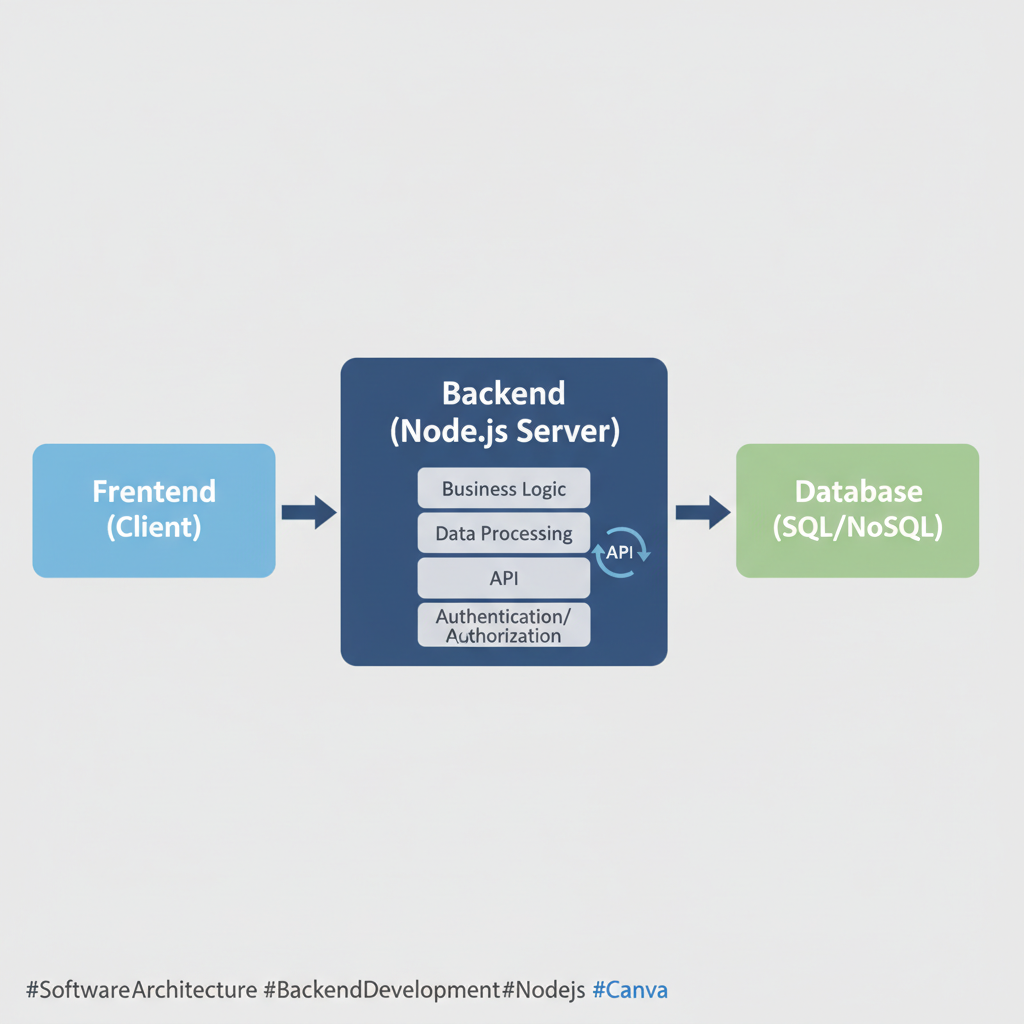 Frentend
(Client)
Backend
(Node.js Server)
Business Logic
Data Processing
API
Authentication/
Authorization
API
Database
(SQL/NoSQL)
#SoftwareArchitecture #BackendDevelopment#Nodejs #Canva